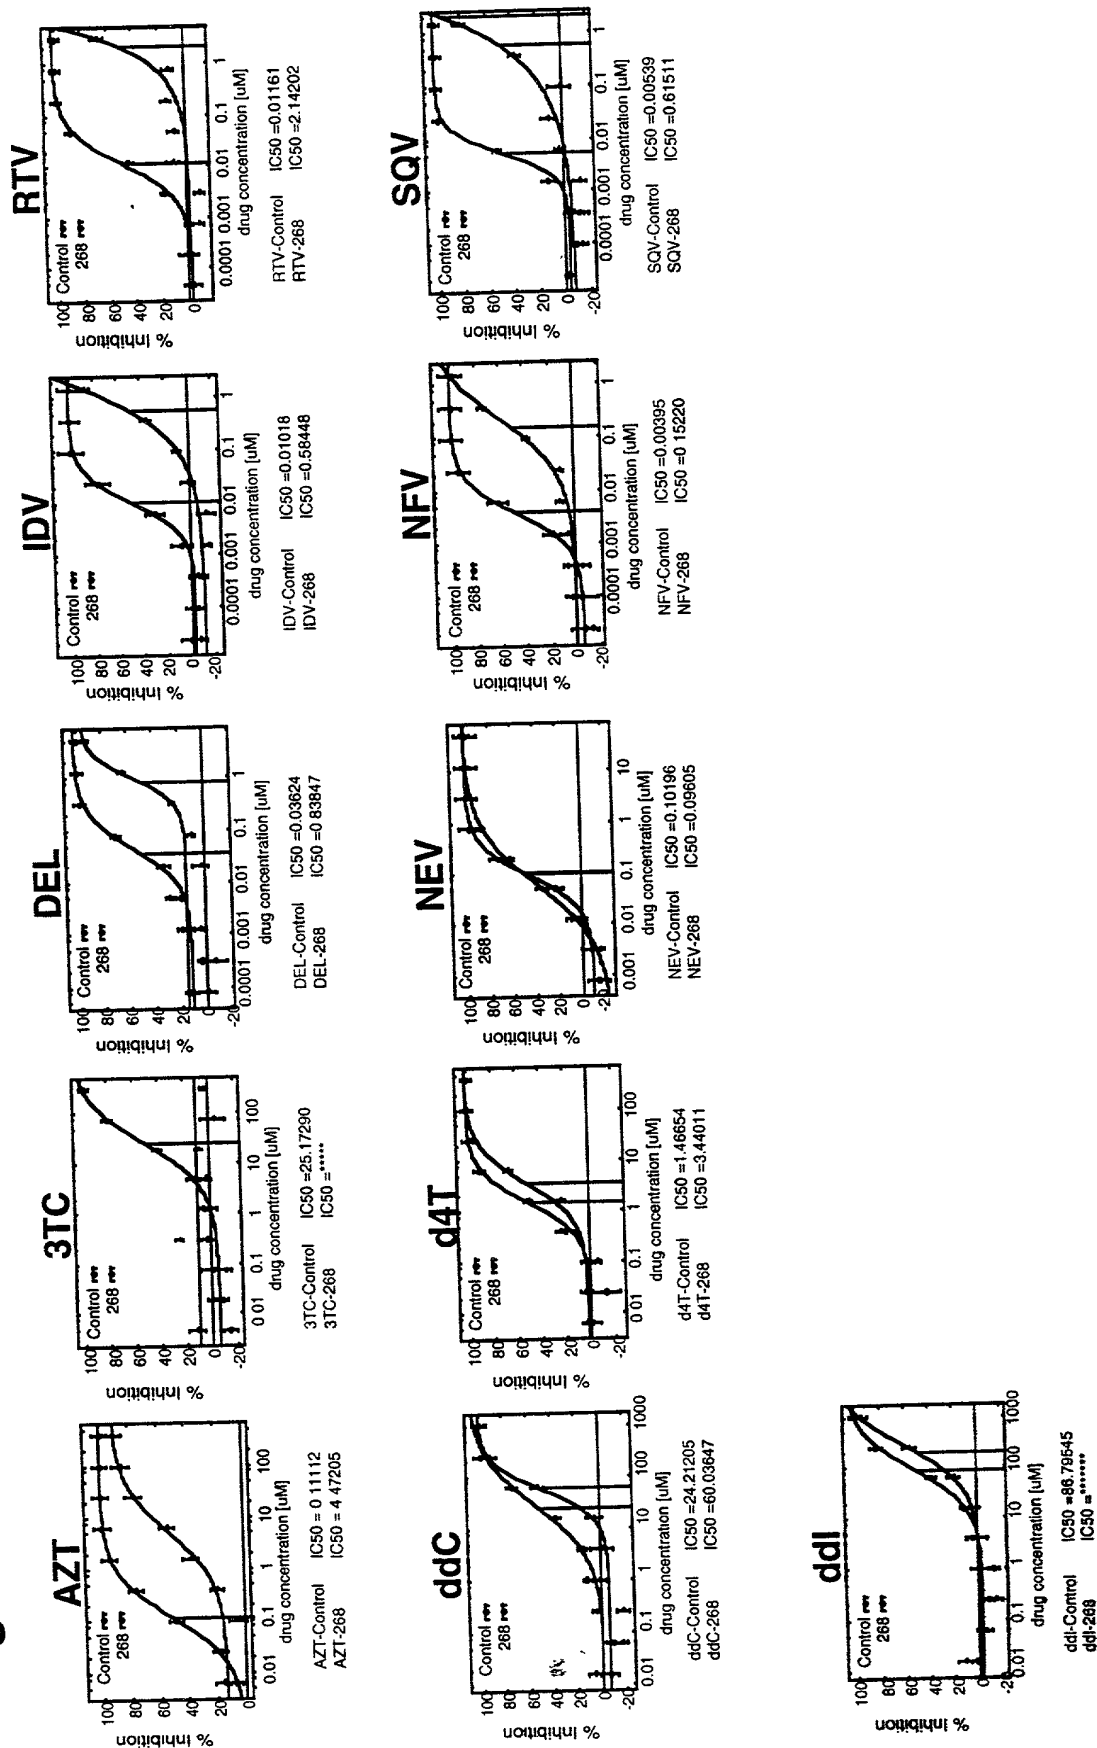 AZT
% Inhibition
100
80
60
40
20
0
Control
268
0.01
0.1
1
10
100
drug concentration [uM]
AZT-Control IC50 = 0 11112
AZT-268 IC50 = 4 47205
3TC
% Inhibition
100
80
60
40
20
0
-20
Control
268
0 01
0.1
1
10
100
drug concentration [uM]
3TC-Control IC50 =25.17290
3TC-268 IC50 =*****
DEL
% Inhibition
100
80
60
40
20
0
-20
Control
268
0.0001
0.001
0.01
0.1
1
drug concentration [uM]
DEL-Control IC50 =0.03624
DEL-268 IC50 =0 83847
IDV
% Inhibition
100
80
60
40
20
0
-20
Control
268
0.0001
0.001
0.01
0.1
1
drug concentration [uM]
IDV-Control IC50 =0.01018
IDV-268 IC50 =0.58448
RTV
% Inhibition
100
80
60
40
20
0
Control
268
0.0001
0.001
0.01
0.1
1
drug concentration [uM]
RTV-Control IC50 =0.01161
RTV-268 IC50 =2.14202
ddC
% Inhibition
100
80
60
40
20
0
-20
Control
268
0.01
0.1
1
10
100
1000
drug concentration [uM]
ddC-Control IC50 =24.21205
ddC-268 IC50 =60.03647
d4T
% Inhibition
100
80
60
40
20
0
-20
Control
268
0 01
0.1
1
10
100
drug concentration [uM]
d4T-Control IC50 =1.46654
d4T-268 IC50 =3.44011
NEV
% Inhibition
100
80
60
40
20
0
-20
Control
268
0.001
0.01
0.1
1
10
drug concentration [uM]
NEV-Control IC50 =0.10196
NEV-268 IC50 =0.09605
NFV
% Inhibition
100
80
60
40
20
0
-20
Control
268
0.0001
0.001
0.01
0.1
1
drug concentration [uM]
NFV-Control IC50 =0.00395
NFV-268 IC50 =0 15220
SQV
% Inhibition
100
80
60
40
20
0
-20
Control
268
0.0001
0.001
0.01
0.1
1
drug concentration [uM]
SQV-Control IC50 =0.00539
SQV-268 IC50 =0.61511
ddI
% Inhibition
100
80
60
40
20
0
-20
Control
268
0.01
0.1
1
10
100
1000
drug concentration [uM]
ddI-Control IC50 =86.79545
ddI-268 IC50 =*******